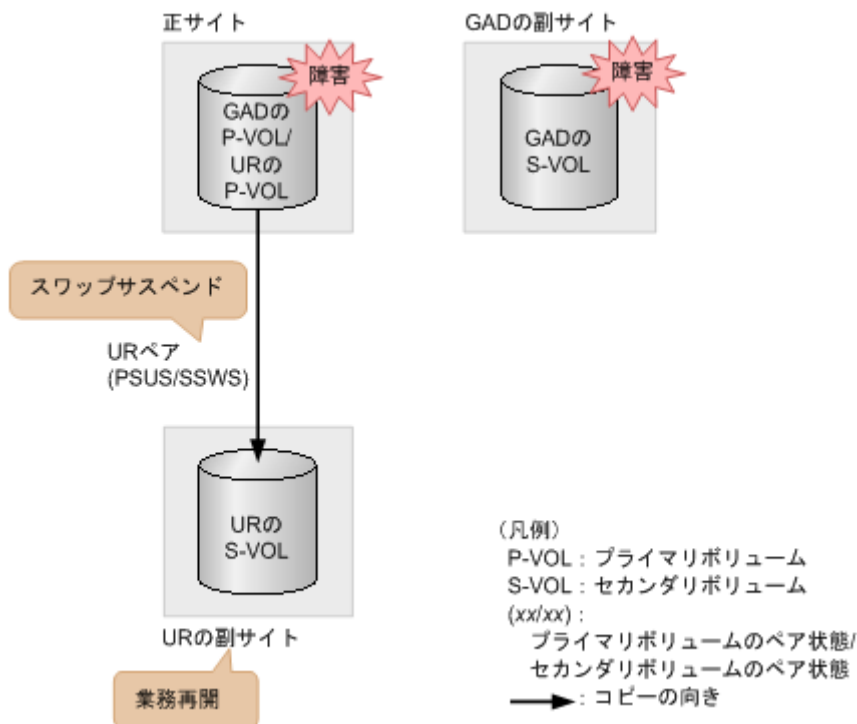 正サイト
GADの副サイト
障害
GADの
P-VOL/
URの
P-VOL
障害
GADの
S-VOL
スワップサスペンド
URペア
(PSUS/SSWS)
URの
S-VOL
URの副サイト
業務再開
（凡例）
P-VOL：プライマリボリューム
S-VOL：セカンダリボリューム
(xx/xx)：
プライマリボリュームのペア状態/
セカンダリボリュームのペア状態
：コピーの向き